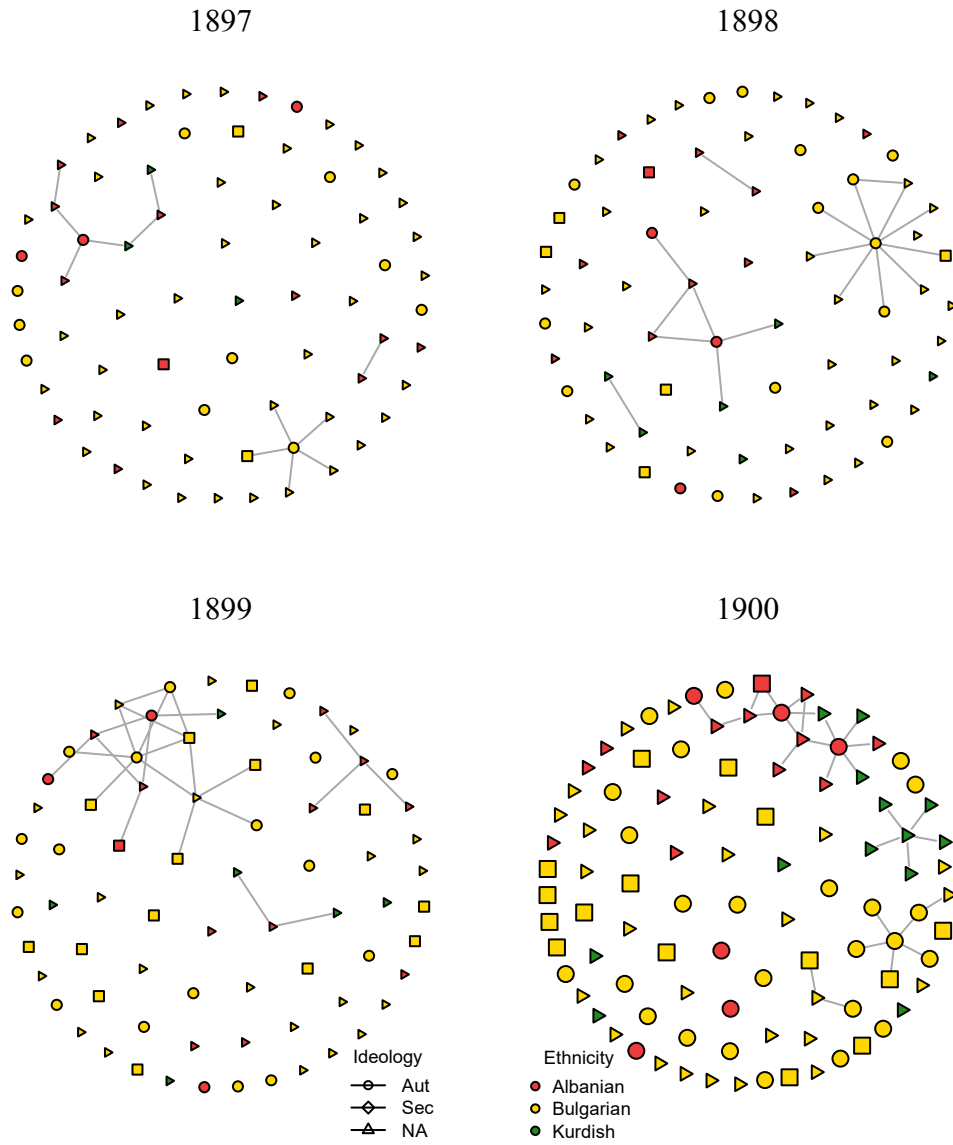 1897
1898
1899
1900
Ideology
Aut
Sec
NA
Ethnicity
Albanian
Bulgarian
Kurdish